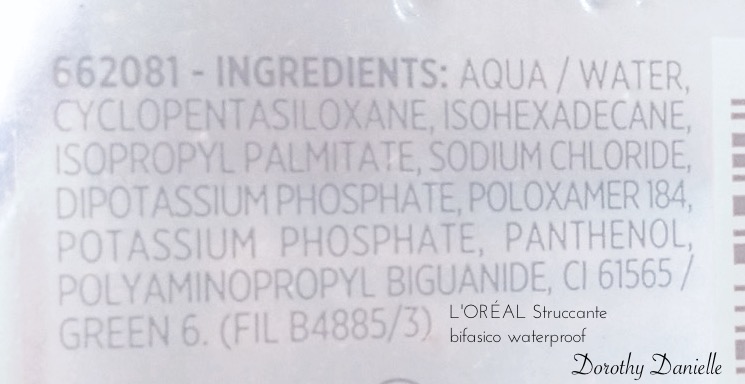 662081 - INGREDIENTS: AQUA / WATER,
CYCLOPENTASILOXANE, ISOHEXADECANE,
ISOPROPYL PALMITATE, SODIUM CHLORIDE,
DIPOTASSIUM PHOSPHATE, POLOXAMER 184,
POTASSIUM PHOSPHATE, PANTHENOL,
POLYAMINOPROPYL BIGUANIDE, CI 61565 /
GREEN 6. (FIL B4885/3)
L'ORÉAL Struccante
bifasico waterproof
Dorothy Danielle